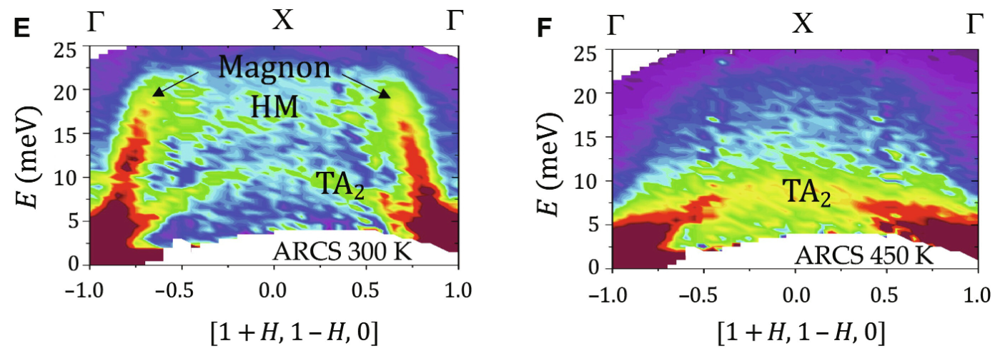 E
Γ X Γ
Magnon
HM
TA₂
ARCS 300 K
E (meV)
25
20
15
10
5
0
−1.0 −0.5 0.0 0.5 1.0
[1 + H, 1 − H, 0]
F
Γ X Γ
TA₂
ARCS 450 K
E (meV)
25
20
15
10
5
0
−1.0 −0.5 0.0 0.5 1.0
[1 + H, 1 − H, 0]